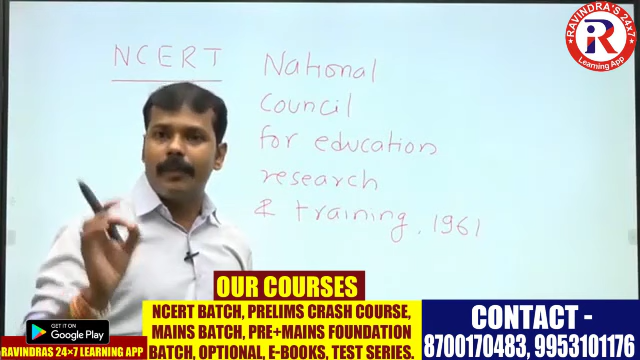 RAVINDRA'S 24x7
iR
Learning App
NCERT
National
Council
for education
research
& training, 1961
OUR COURSES
NCERT BATCH, PRELIMS CRASH COURSE,
MAINS BATCH, PRE+MAINS FOUNDATION
BATCH, OPTIONAL, E-BOOKS, TEST SERIES.
GET IT ON
Google Play
RAVINDRAS 24×7 LEARNING APP
CONTACT -
8700170483, 9953101176